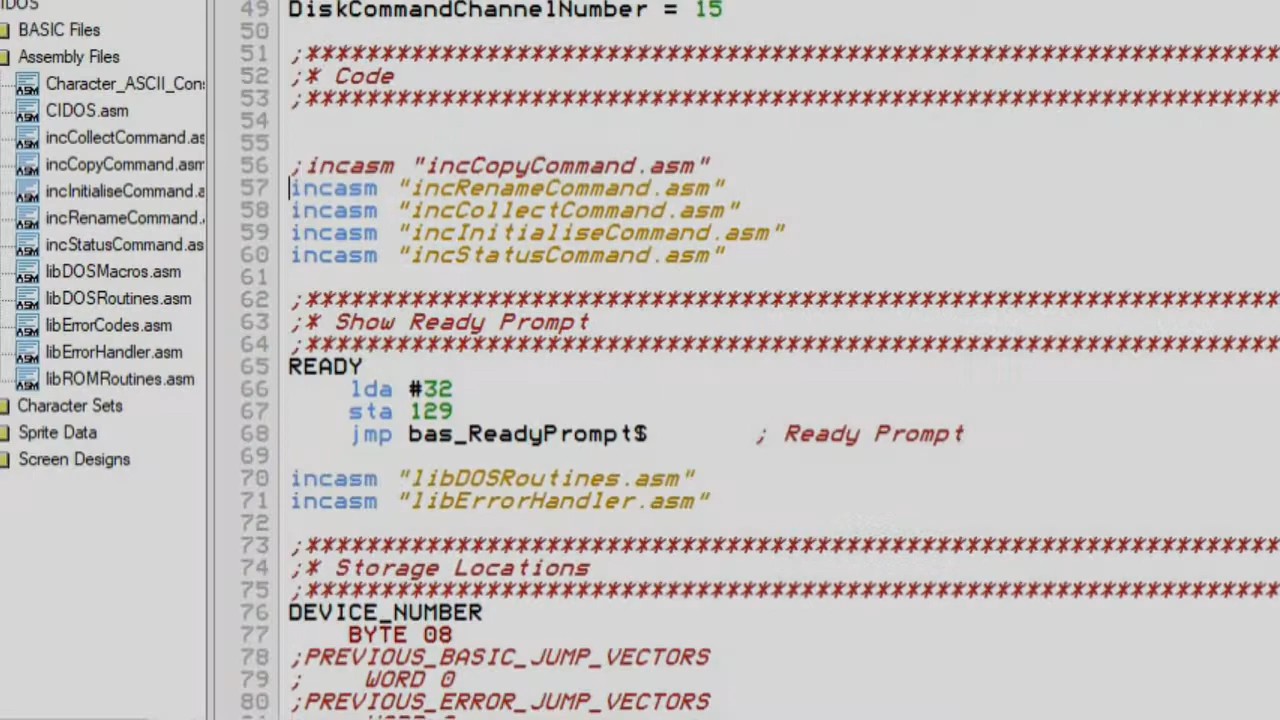 IDOS
BASIC Files
Assembly Files
Character_ASCII_Con
CIDOS.asm
incCollectCommand.as
incCopyCommand.asm
incInitialiseCommand.a
incRenameCommand.
incStatusCommand.as
libDOSMacros.asm
libDOSRoutines.asm
libErrorCodes.asm
libErrorHandler.asm
libROMRoutines.asm
Character Sets
Sprite Data
Screen Designs
49 DiskCommandChannelNumber = 15
50
51 ;******************************************************************
52 ;* Code
53 ;******************************************************************
54
55
56 ;incasm "incCopyCommand.asm"
57 incasm "incRenameCommand.asm"
58 incasm "incCollectCommand.asm"
59 incasm "incInitialiseCommand.asm"
60 incasm "incStatusCommand.asm"
61
62 ;******************************************************************
63 ;* Show Ready Prompt
64 ;******************************************************************
65 READY
66 lda #32
67 sta 129
68 jmp bas_ReadyPrompt$ ; Ready Prompt
69
70 incasm "libDOSRoutines.asm"
71 incasm "libErrorHandler.asm"
72
73 ;******************************************************************
74 ;* Storage Locations
75 ;******************************************************************
76 DEVICE_NUMBER
77 BYTE 08
78 ;PREVIOUS_BASIC_JUMP_VECTORS
79 ; WORD 0
80 ;PREVIOUS_ERROR_JUMP_VECTORS